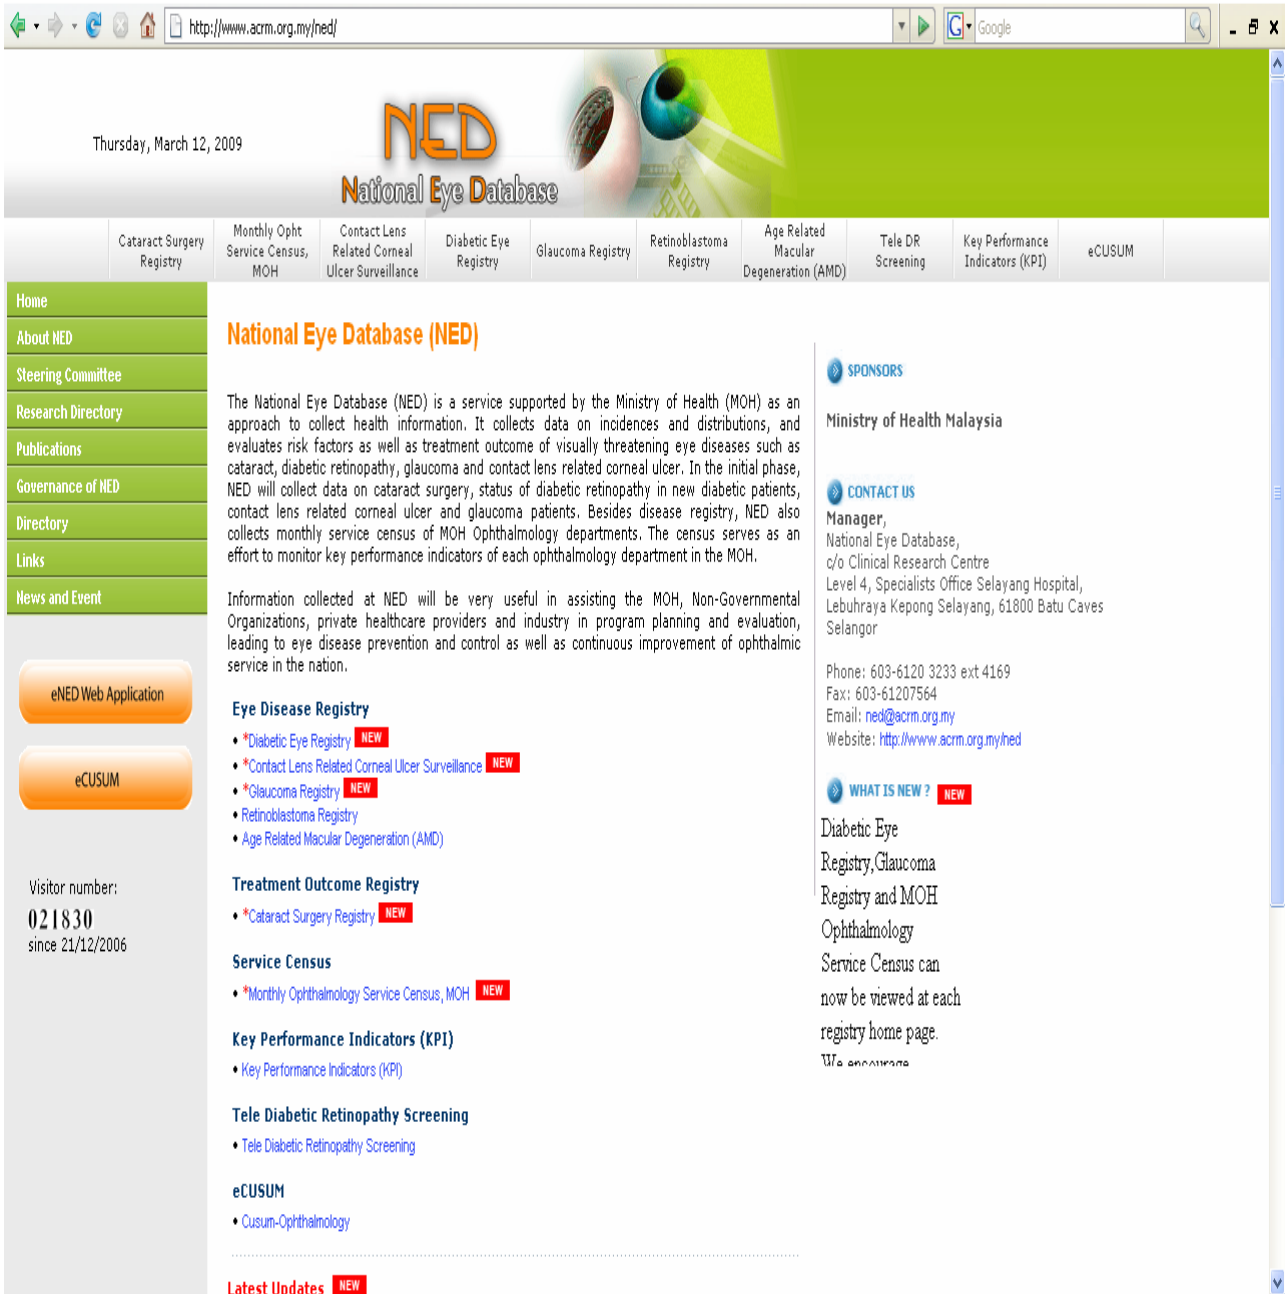 http://www.acrm.org.my/ned/
Google
Thursday, March 12, 2009
NED
National Eye Database
Cataract Surgery
Registry
Monthly Opht
Service Census,
MOH
Contact Lens
Related Corneal
Ulcer Surveillance
Diabetic Eye
Registry
Glaucoma Registry
Retinoblastoma
Registry
Age Related
Macular
Degeneration (AMD)
Tele DR
Screening
Key Performance
Indicators (KPI)
eCUSUM
Home
About NED
Steering Committee
Research Directory
Publications
Governance of NED
Directory
Links
News and Event
eNED Web Application
eCUSUM
Visitor number:
021830
since 21/12/2006
National Eye Database (NED)
The National Eye Database (NED) is a service supported by the Ministry of Health (MOH) as an
approach to collect health information. It collects data on incidences and distributions, and
evaluates risk factors as well as treatment outcome of visually threatening eye diseases such as
cataract, diabetic retinopathy, glaucoma and contact lens related corneal ulcer. In the initial phase,
NED will collect data on cataract surgery, status of diabetic retinopathy in new diabetic patients,
contact lens related corneal ulcer and glaucoma patients. Besides disease registry, NED also
collects monthly service census of MOH Ophthalmology departments. The census serves as an
effort to monitor key performance indicators of each ophthalmology department in the MOH.
Information collected at NED will be very useful in assisting the MOH, Non-Governmental
Organizations, private healthcare providers and industry in program planning and evaluation,
leading to eye disease prevention and control as well as continuous improvement of ophthalmic
service in the nation.
Eye Disease Registry
• *Diabetic Eye Registry NEW
• *Contact Lens Related Corneal Ulcer Surveillance NEW
• *Glaucoma Registry NEW
• Retinoblastoma Registry
• Age Related Macular Degeneration (AMD)
Treatment Outcome Registry
• *Cataract Surgery Registry NEW
Service Census
• *Monthly Ophthalmology Service Census, MOH NEW
Key Performance Indicators (KPI)
• Key Performance Indicators (KPI)
Tele Diabetic Retinopathy Screening
• Tele Diabetic Retinopathy Screening
eCUSUM
• Cusum-Ophthalmology
Latest Updates NEW
SPONSORS
Ministry of Health Malaysia
CONTACT US
Manager,
National Eye Database,
c/o Clinical Research Centre
Level 4, Specialists Office Selayang Hospital,
Lebuhraya Kepong Selayang, 61800 Batu Caves
Selangor
Phone: 603-6120 3233 ext 4169
Fax: 603-61207564
Email: ned@acrm.org.my
Website: http://www.acrm.org.my/ned
WHAT IS NEW ? NEW
Diabetic Eye
Registry,Glaucoma
Registry and MOH
Ophthalmology
Service Census can
now be viewed at each
registry home page.
We encourage